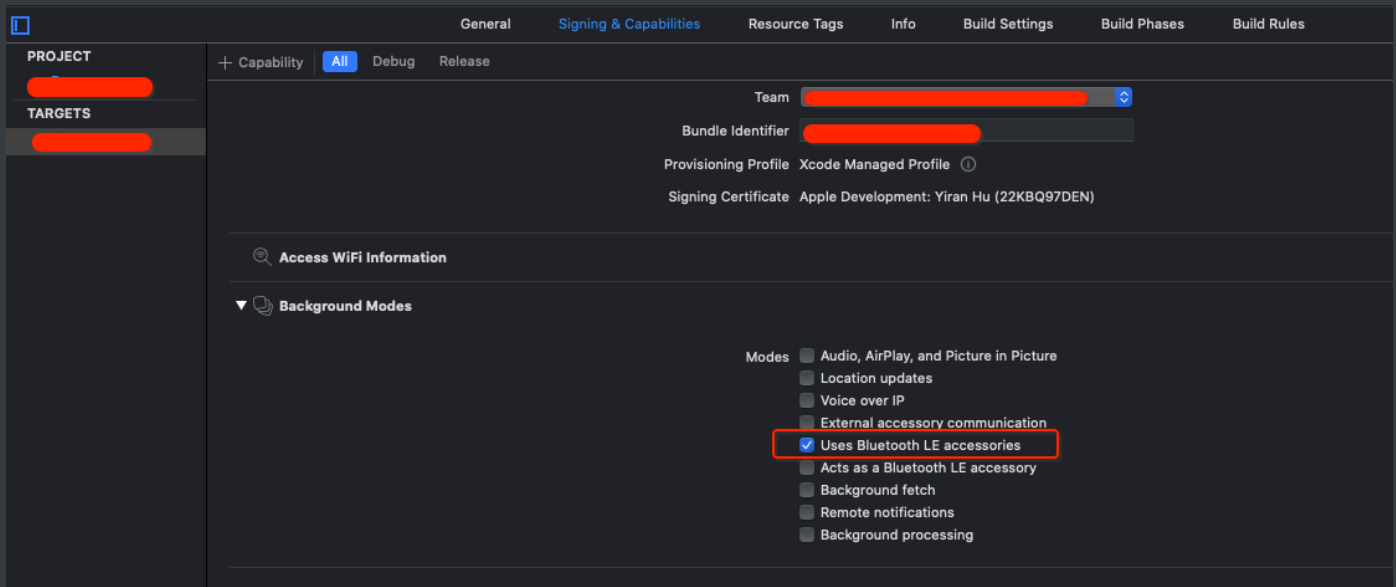 General Signing & Capabilities Resource Tags Info Build Settings Build Phases Build Rules
PROJECT
TARGETS
+ Capability All Debug Release
Team
Bundle Identifier
Provisioning Profile Xcode Managed Profile
Signing Certificate Apple Development: Yiran Hu (22KBQ97DEN)
Access WiFi Information
Background Modes
Modes Audio, AirPlay, and Picture in Picture
Location updates
Voice over IP
External accessory communication
Uses Bluetooth LE accessories
Acts as a Bluetooth LE accessory
Background fetch
Remote notifications
Background processing